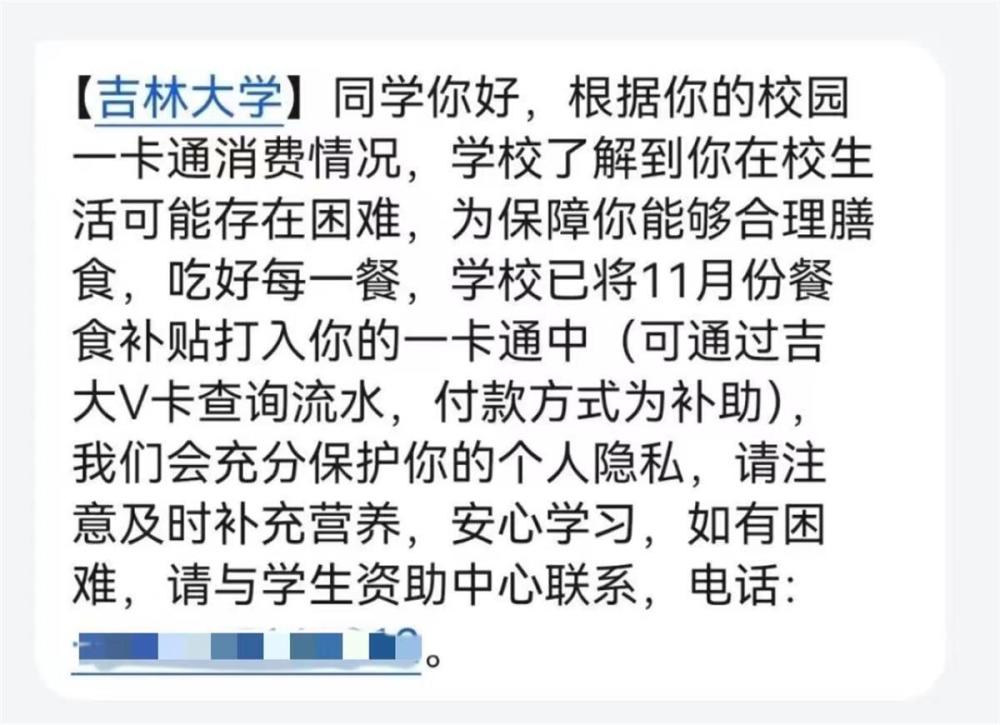 【吉林大学】同学你好，根据你的校园
一卡通消费情况，学校了解到你在校生
活可能存在困难，为保障你能够合理膳
食，吃好每一餐，学校已将11月份餐
食补贴打入你的一卡通中（可通过吉
大V卡查询流水，付款方式为补助），
我们会充分保护你的个人隐私，请注
意及时补充营养，安心学习，如有困
难，请与学生资助中心联系，电话：
。